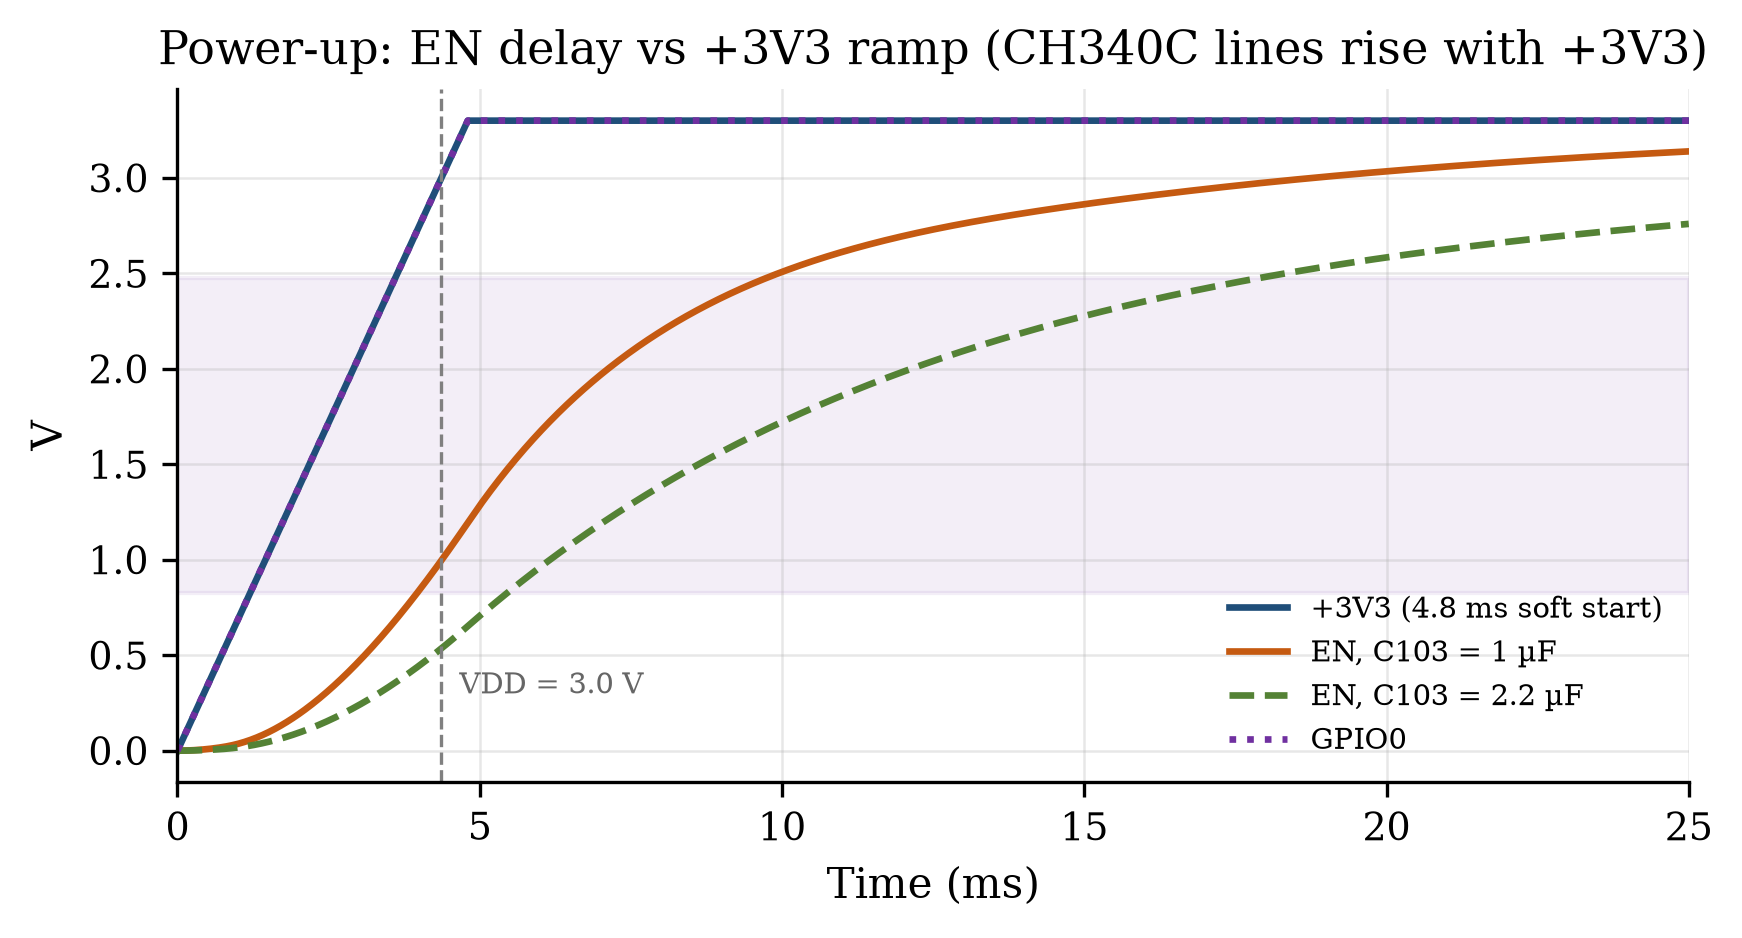 Power-up: EN delay vs +3V3 ramp (CH340C lines rise with +3V3)
V
3.0
2.5
2.0
1.5
1.0
0.5
0.0
VDD = 3.0 V
+3V3 (4.8 ms soft start)
EN, C103 = 1 µF
EN, C103 = 2.2 µF
GPIO0
0 5 10 15 20 25
Time (ms)